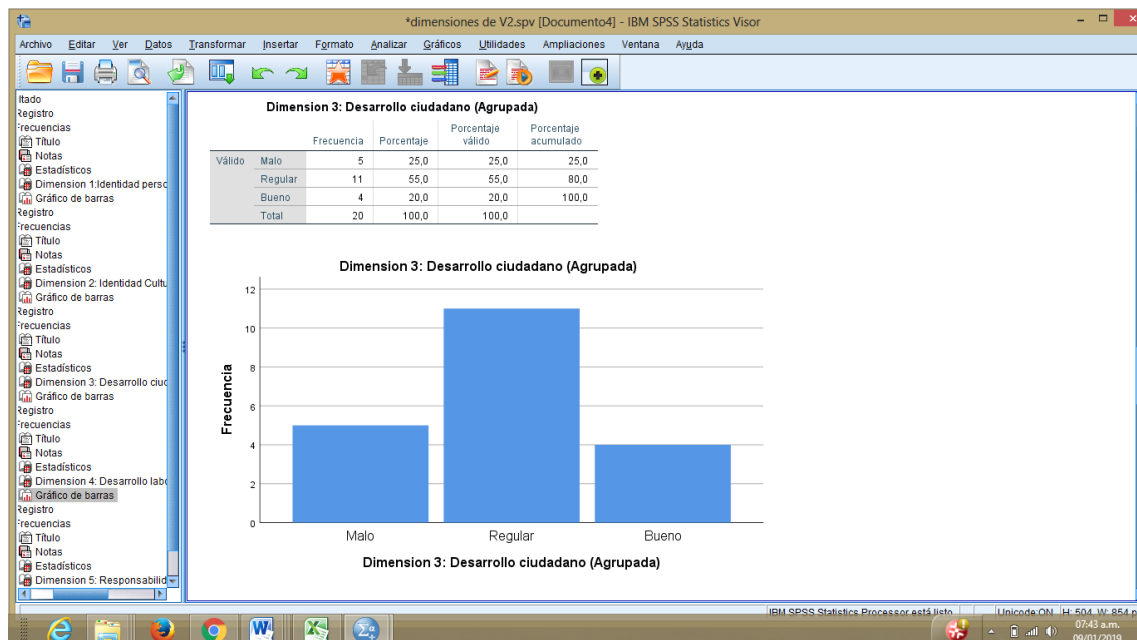 *dimensiones de V2.spv [Documento4] - IBM SPSS Statistics Visor
Archivo Editar Ver Datos Transformar Insertar Formato Analizar Gráficos Utilidades Ampliaciones Ventana Ayuda
ltado
Registro
Frecuencias
Título
Notas
Estadísticos
Dimension 1:Identidad perso
Gráfico de barras
Registro
Frecuencias
Título
Notas
Estadísticos
Dimension 2: Identidad Cultu
Gráfico de barras
Registro
Frecuencias
Título
Notas
Estadísticos
Dimension 3: Desarrollo ciud
Gráfico de barras
Registro
Frecuencias
Título
Notas
Estadísticos
Dimension 4: Desarrollo labo
Gráfico de barras
Registro
Frecuencias
Título
Notas
Estadísticos
Dimension 5: Responsabilid
Dimension 3: Desarrollo ciudadano (Agrupada)
Frecuencia Porcentaje Porcentaje válido Porcentaje acumulado
Válido Malo 5 25,0 25,0 25,0
Regular 11 55,0 55,0 80,0
Bueno 4 20,0 20,0 100,0
Total 20 100,0 100,0
Dimension 3: Desarrollo ciudadano (Agrupada)
Frecuencia
12
10
8
6
4
2
0
Malo Regular Bueno
Dimension 3: Desarrollo ciudadano (Agrupada)
IBM SPSS Statistics Processor está listo Unicode:ON H: 504, W: 854 p
07:43 a.m.
09/01/2019